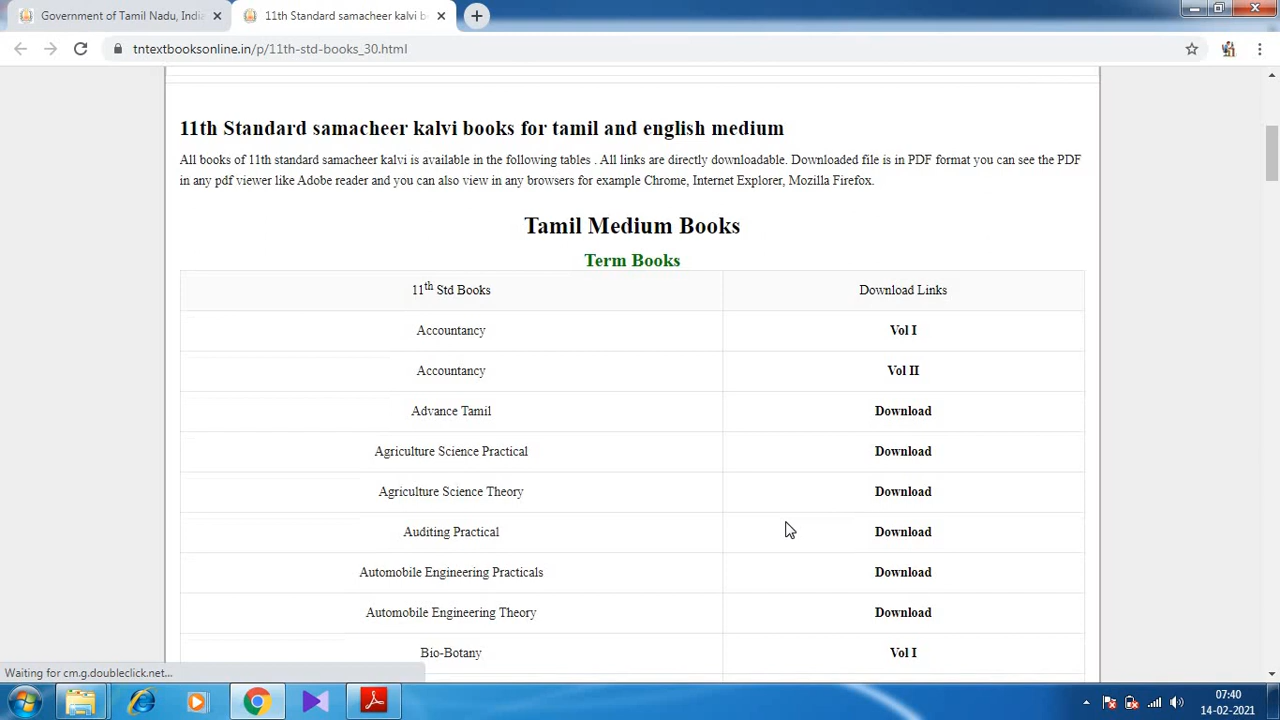 Government of Tamil Nadu, Indi
11th Standard samacheer kalvi b
tntextbooksonline.in/p/11th-std-books_30.html
11th Standard samacheer kalvi books for tamil and english medium
All books of 11th standard samacheer kalvi is available in the following tables . All links are directly downloadable. Downloaded file is in PDF format you can see the PDF
in any pdf viewer like Adobe reader and you can also view in any browsers for example Chrome, Internet Explorer, Mozilla Firefox.
Tamil Medium Books
Term Books
11th Std Books Download Links
Accountancy Vol I
Accountancy Vol II
Advance Tamil Download
Agriculture Science Practical Download
Agriculture Science Theory Download
Auditing Practical Download
Automobile Engineering Practicals Download
Automobile Engineering Theory Download
Bio-Botany Vol I
Waiting for cm.g.doubleclick.net...
07:40
14-02-2021